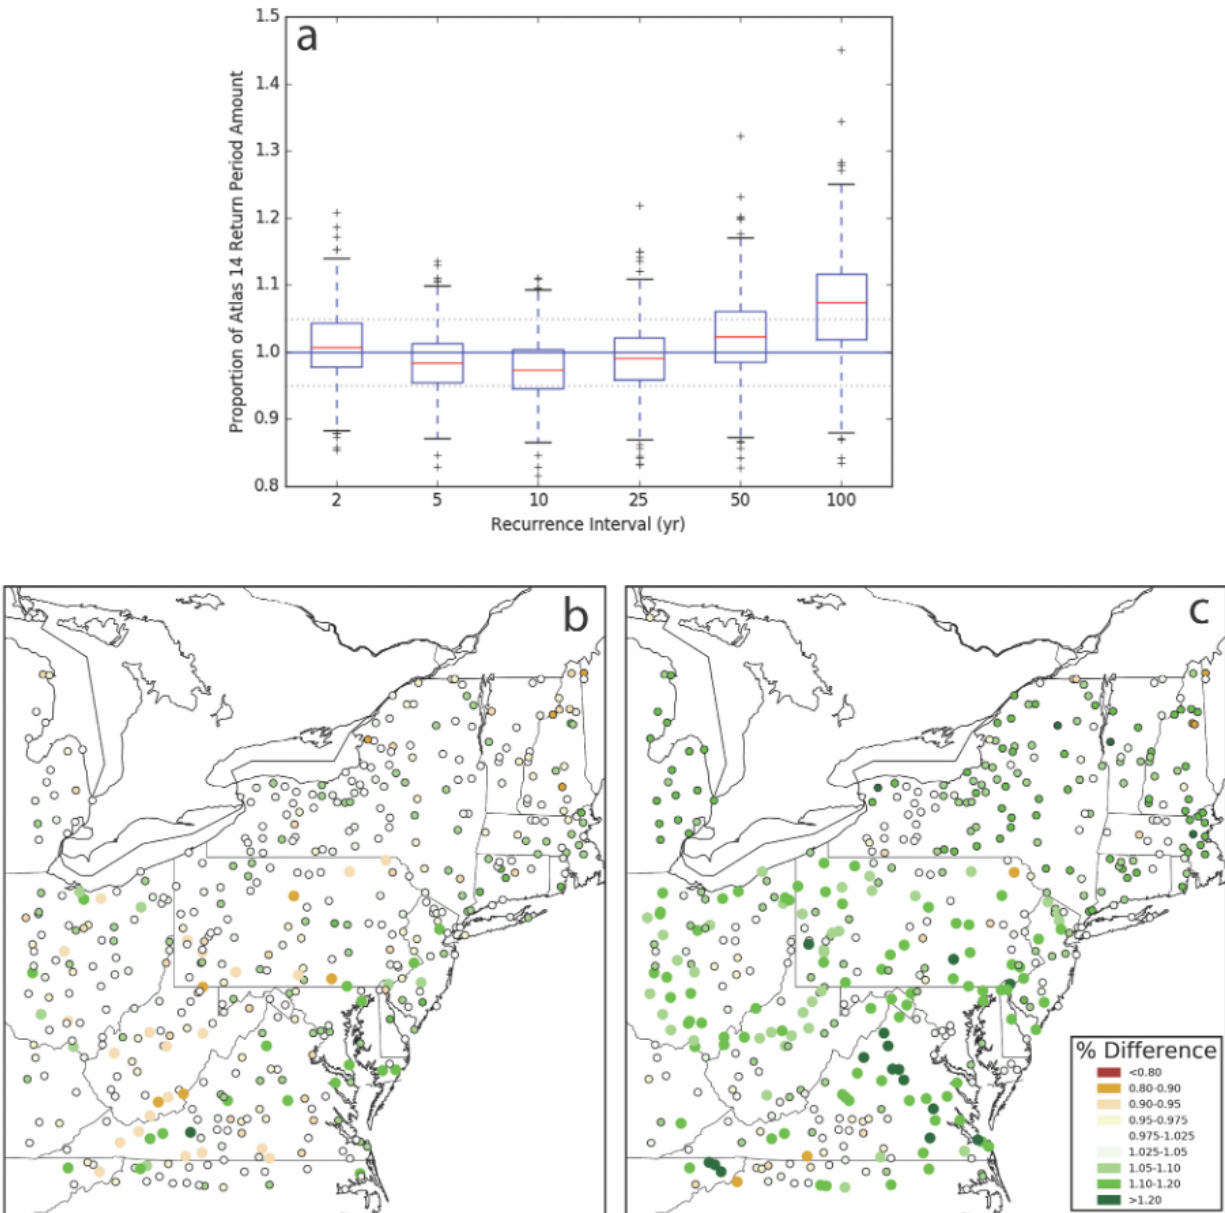 a
1.5
1.4
1.3
1.2
1.1
1.0
0.9
0.8
Proportion of Atlas 14 Return Period Amount
2 5 10 25 50 100
Recurrence Interval (yr)
b
c
% Difference
<0.80
0.80-0.90
0.90-0.95
0.95-0.975
0.975-1.025
1.025-1.05
1.05-1.10
1.10-1.20
>1.20